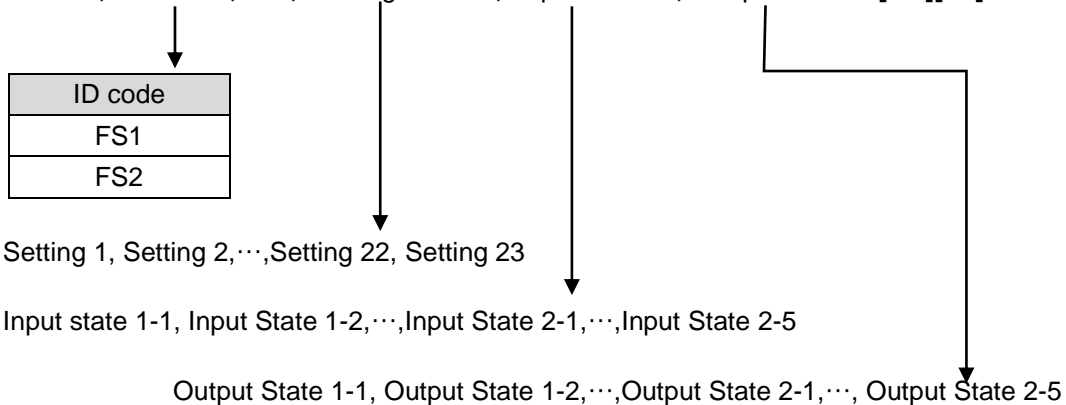 ID code
FS1
FS2
Setting 1, Setting 2,⋯,Setting 22, Setting 23
Input state 1-1, Input State 1-2,⋯,Input State 2-1,⋯,Input State 2-5
Output State 1-1, Output State 1-2,⋯,Output State 2-1,⋯, Output State 2-5